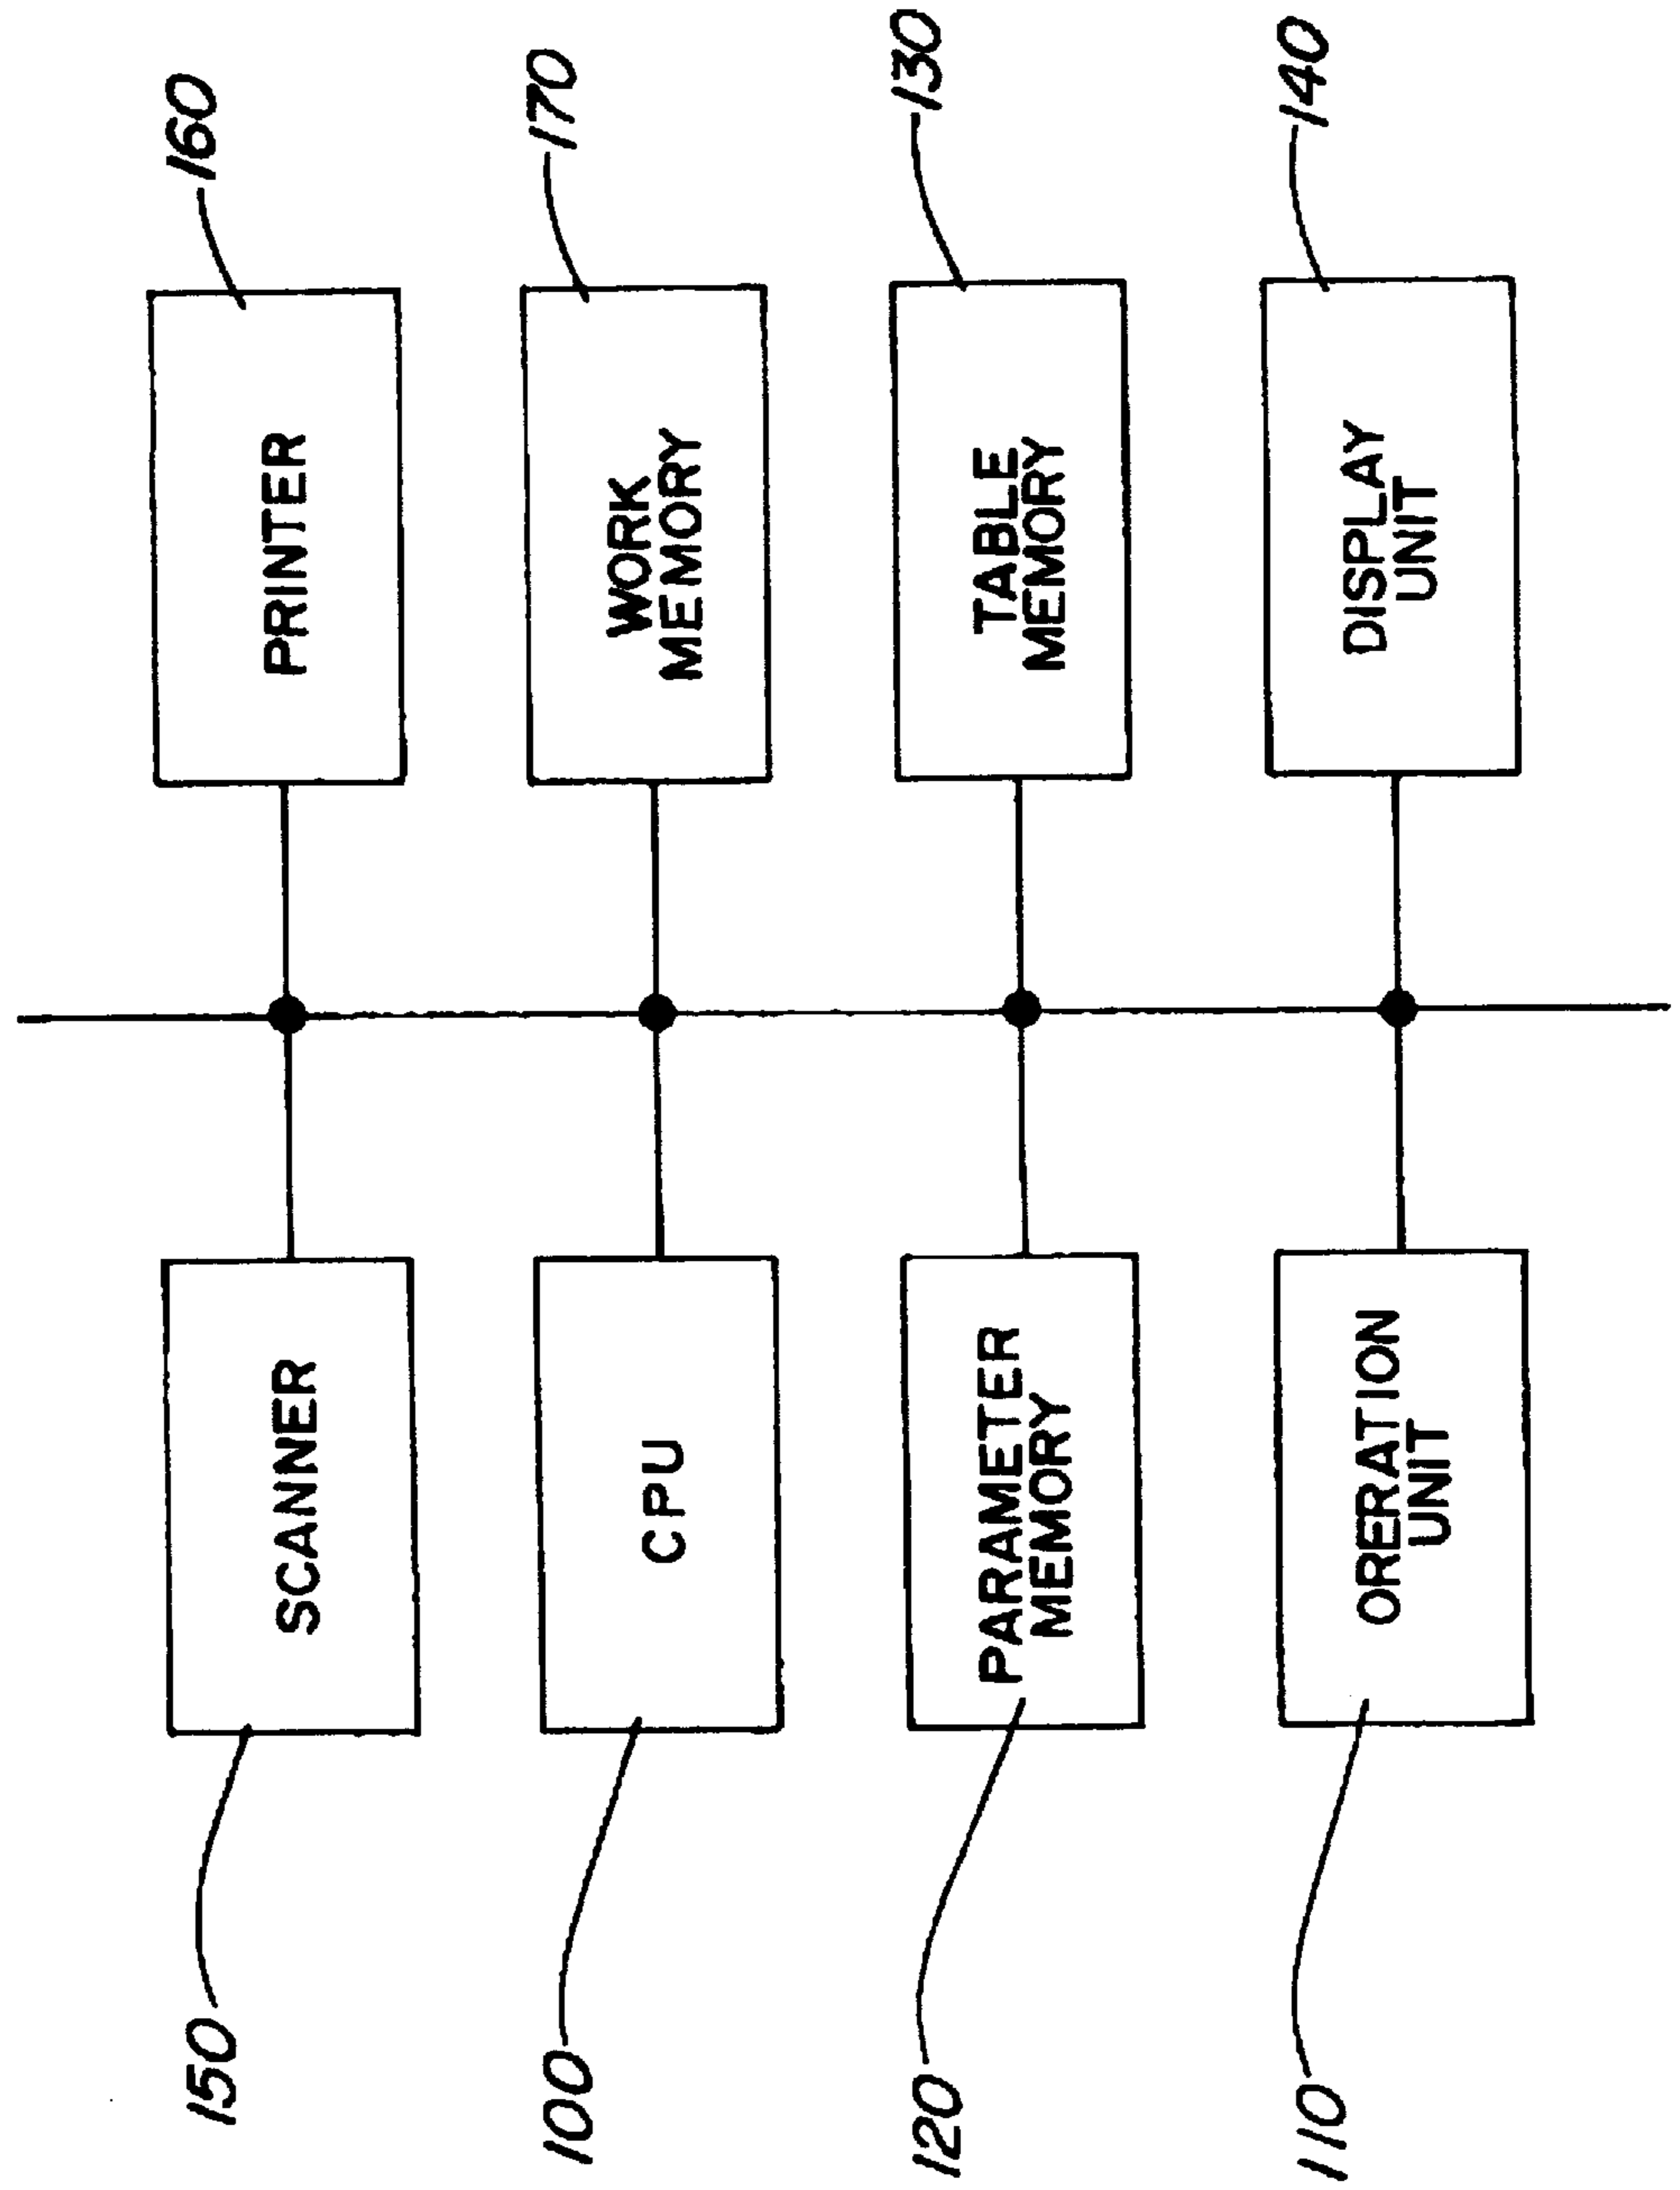 150
SCANNER
PRINTER
160
100
CPU
WORK
MEMORY
170
120
PARAMETER
MEMORY
TABLE
MEMORY
130
110
ORERATION
UNIT
DISPLAY
UNIT
140